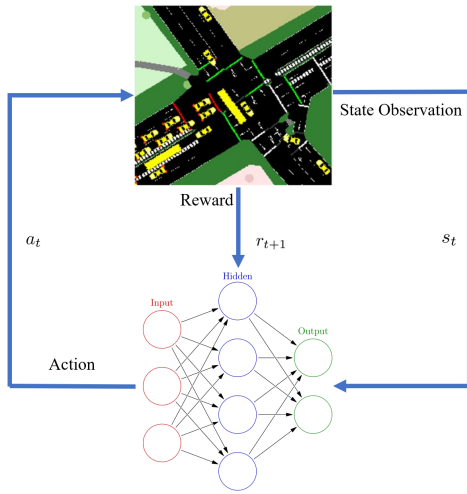 State Observation
Reward
a_t
r_{t+1}
s_t
Hidden
Input
Output
Action